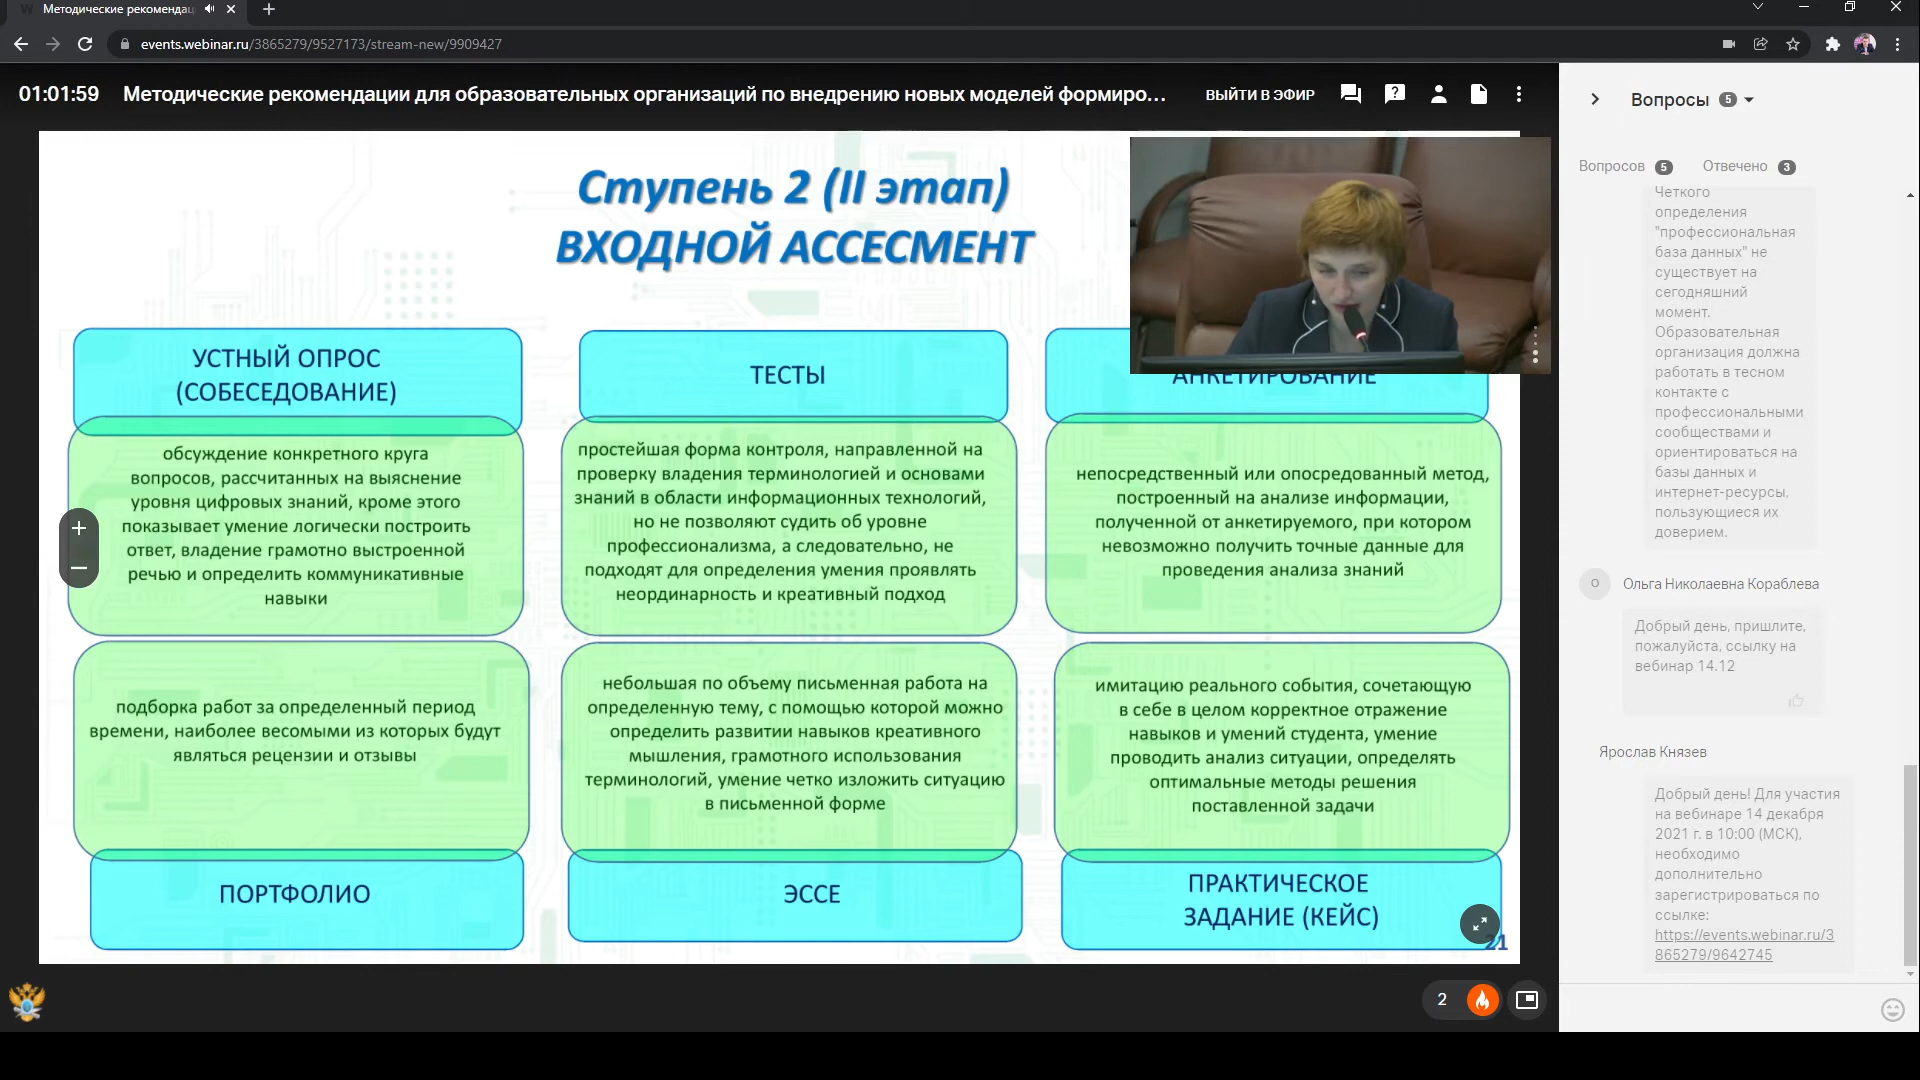 Методические рекомендац
events.webinar.ru/3865279/9527173/stream-new/9909427
01:01:59
Методические рекомендации для образовательных организаций по внедрению новых моделей формиро...
ВЫЙТИ В ЭФИР
Ступень 2 (II этап)
ВХОДНОЙ АССЕСМЕНТ
УСТНЫЙ ОПРОС
(СОБЕСЕДОВАНИЕ)
обсуждение конкретного круга
вопросов, рассчитанных на выяснение
уровня цифровых знаний, кроме этого
показывает умение логически построить
ответ, владение грамотно выстроенной
речью и определить коммуникативные
навыки
ТЕСТЫ
простейшая форма контроля, направленной на
проверку владения терминологией и основами
знаний в области информационных технологий,
но не позволяют судить об уровне
профессионализма, а следовательно, не
подходят для определения умения проявлять
неординарность и креативный подход
АНКЕТИРОВАНИЕ
непосредственный или опосредованный метод,
построенный на анализе информации,
полученной от анкетируемого, при котором
невозможно получить точные данные для
проведения анализа знаний
подборка работ за определенный период
времени, наиболее весомыми из которых будут
являться рецензии и отзывы
ПОРТФОЛИО
небольшая по объему письменная работа на
определенную тему, с помощью которой можно
определить развитии навыков креативного
мышления, грамотного использования
терминологий, умение четко изложить ситуацию
в письменной форме
ЭССЕ
имитацию реального события, сочетающую
в себе в целом корректное отражение
навыков и умений студента, умение
проводить анализ ситуации, определять
оптимальные методы решения
поставленной задачи
ПРАКТИЧЕСКОЕ
ЗАДАНИЕ (КЕЙС)
21
2
Вопросы 5
Вопросов 5 Отвечено 3
Четкого
определения
"профессиональная
база данных" не
существует на
сегодняшний
момент.
Образовательная
организация должна
работать в тесном
контакте с
профессиональными
сообществами и
ориентироваться на
базы данных и
интернет-ресурсы,
пользующиеся их
доверием.
О
Ольга Николаевна Кораблева
Добрый день, пришлите,
пожалуйста, ссылку на
вебинар 14.12
Ярослав Князев
Добрый день! Для участия
на вебинаре 14 декабря
2021 г. в 10:00 (МСК),
необходимо
дополнительно
зарегистрироваться по
ссылке:
https://events.webinar.ru/3
865279/9642745